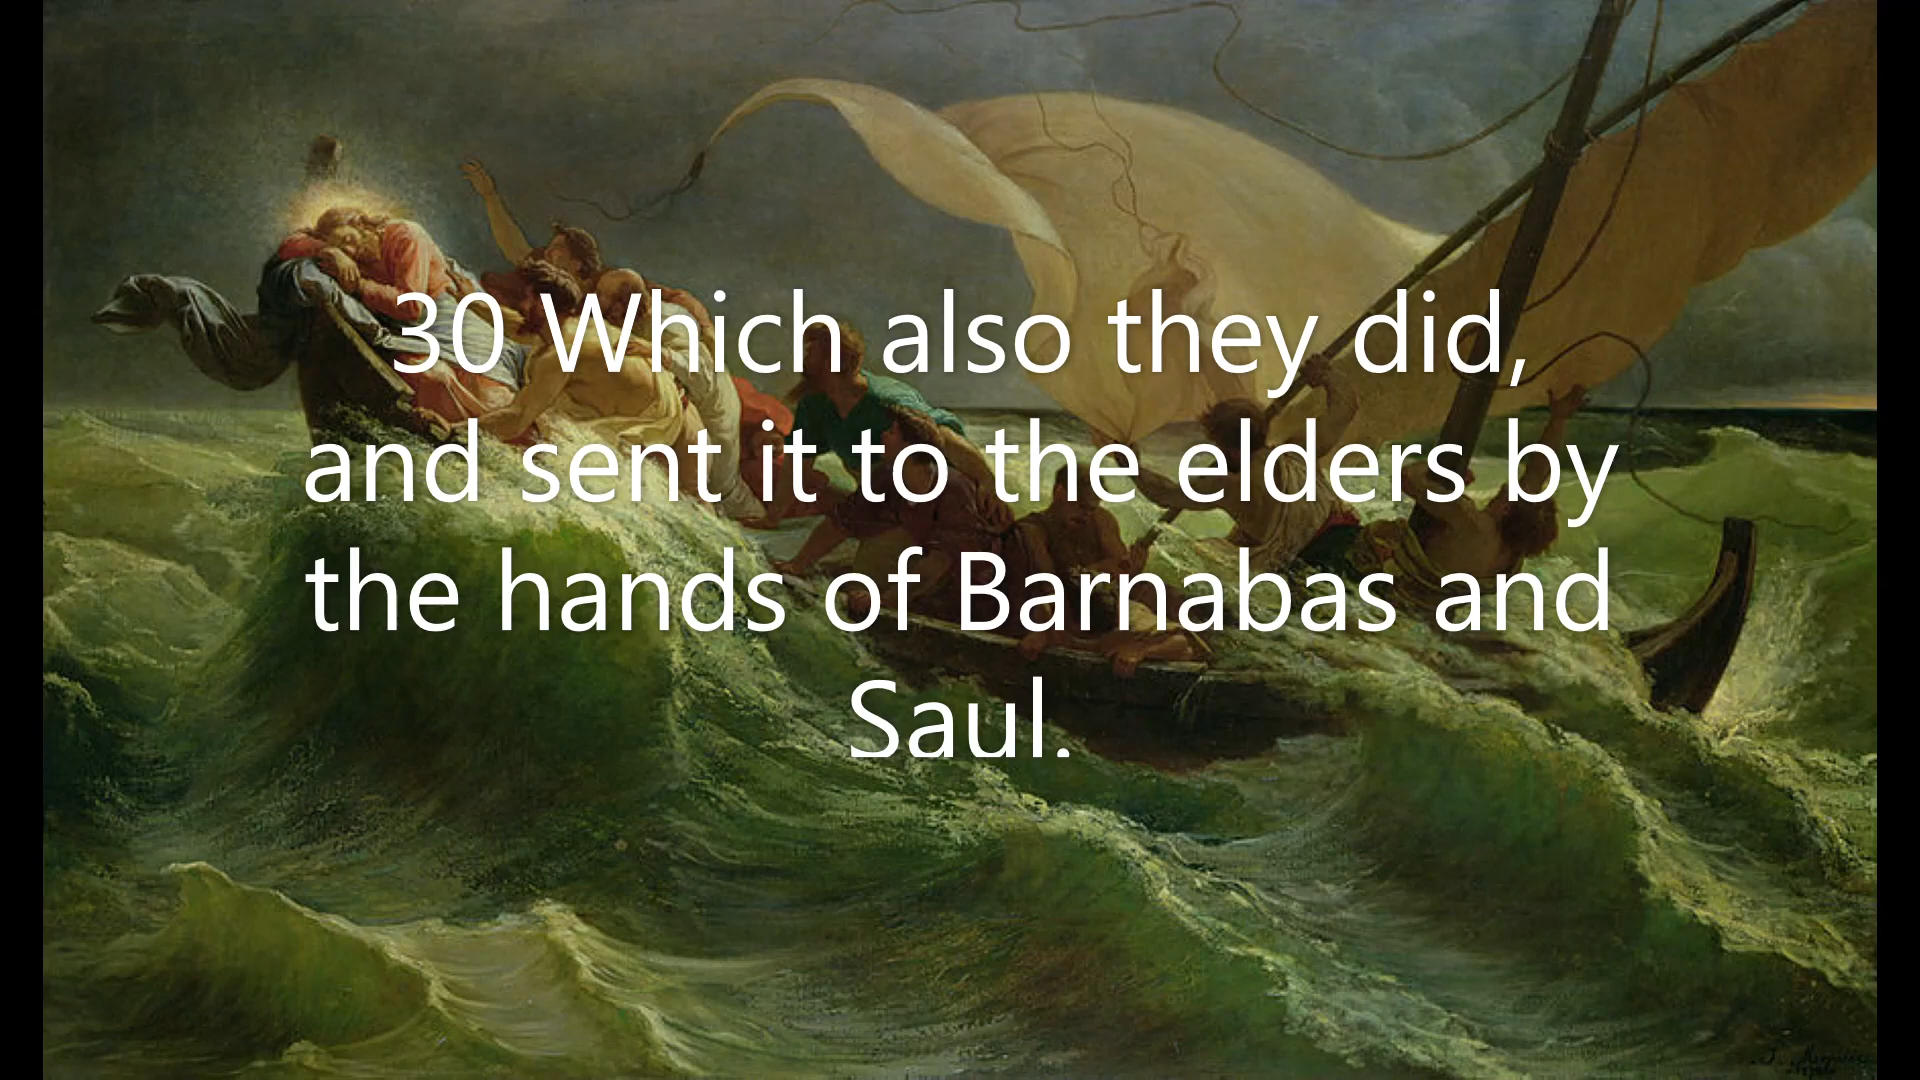 30 Which also they did,
and sent it to the elders by
the hands of Barnabas and
Saul.